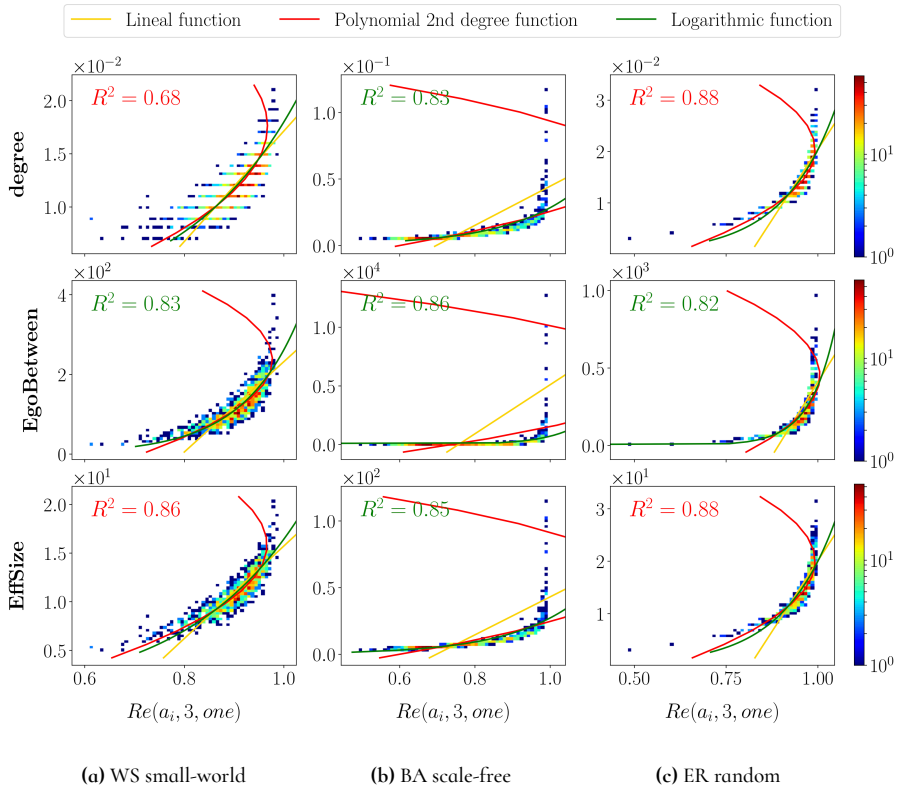 Lineal function Polynomial 2nd degree function Logarithmic function
×10⁻² ×10⁻¹ ×10⁻²
degree
2.0 1.5 1.0
R² = 0.68
1.0 0.5 0.0
R² = 0.83
3 2 1
R² = 0.88
10¹ 10⁰
×10² ×10⁴ ×10³
EgoBetween
4 2 0
R² = 0.83
1.0 0.5 0.0
R² = 0.86
1.0 0.5 0.0
R² = 0.82
10¹ 10⁰
×10¹ ×10² ×10¹
EffSize
2.0 1.5 1.0 0.5
R² = 0.86
1.0 0.5 0.0
R² = 0.85
3 2 1
R² = 0.88
10¹ 10⁰
0.6 0.8 1.0 0.6 0.8 1.0 0.50 0.75 1.00
Re(aᵢ, 3, one) Re(aᵢ, 3, one) Re(aᵢ, 3, one)
(a) WS small-world (b) BA scale-free (c) ER random